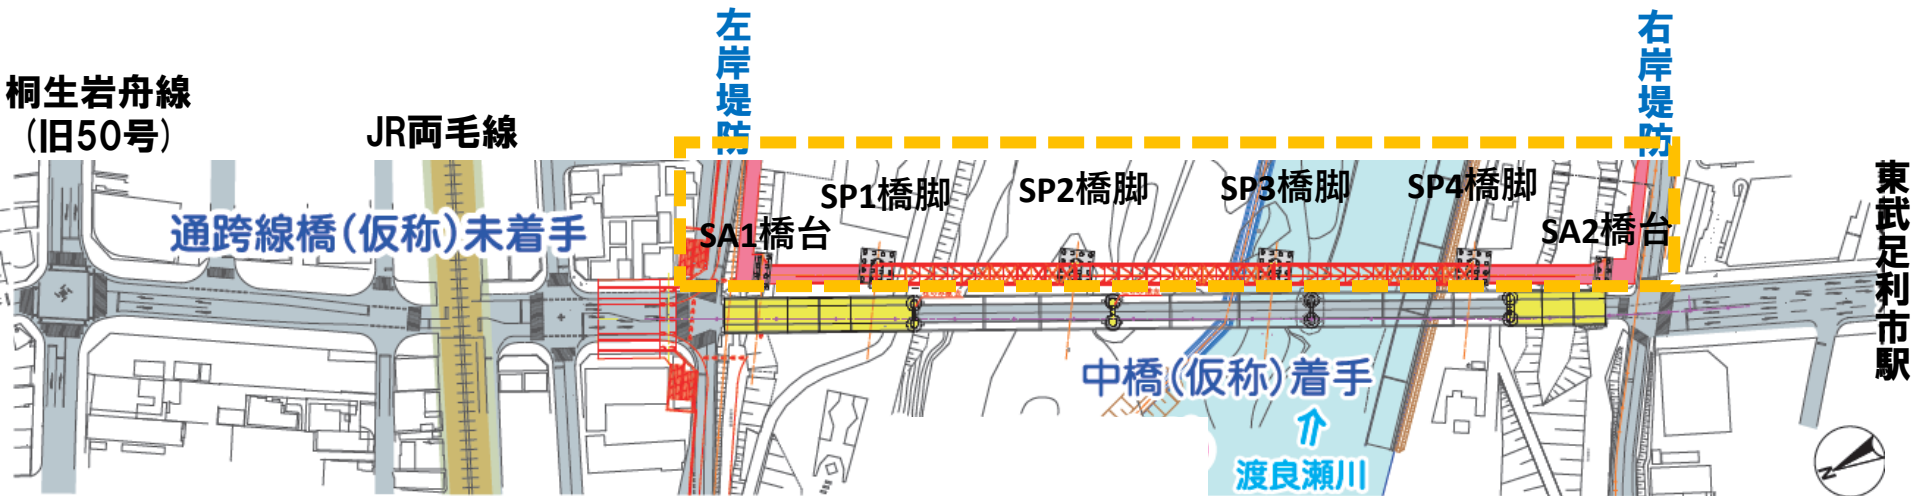 左岸堤防
右岸堤防
桐生岩舟線
(旧50号)
JR両毛線
東武足利市駅
SP1橋脚
SP2橋脚
SP3橋脚
SP4橋脚
SA1橋台
SA2橋台
通跨線橋(仮称)未着手
中橋(仮称)着手
渡良瀬川
N